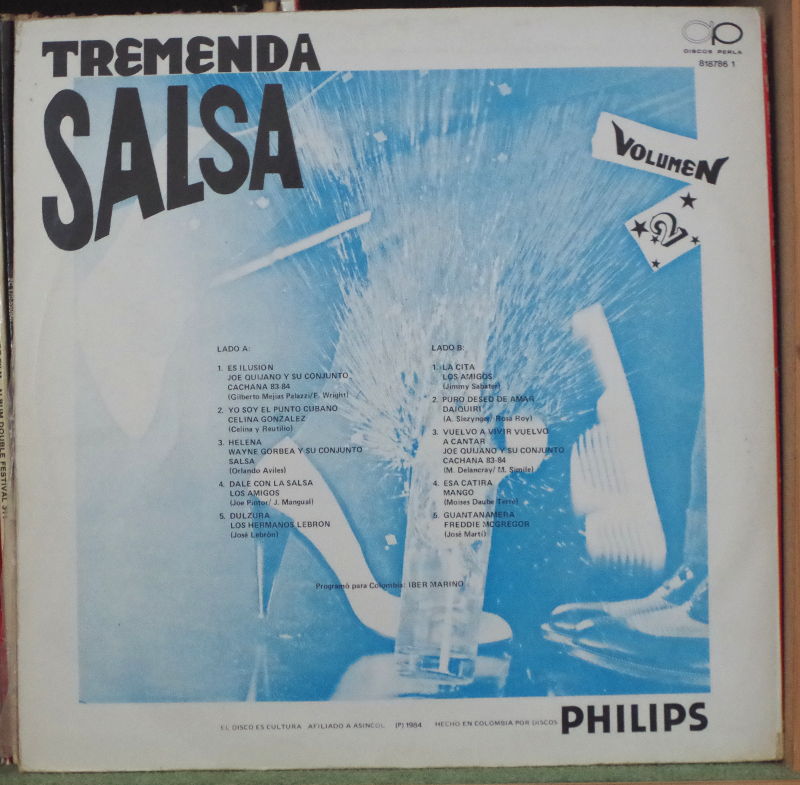 TREMENDA
SALSA
DISCOS PERLA
818786 1
VOLUMEN
2
LADO A:
1. ES ILUSION
JOE QUIJANO Y SU CONJUNTO
CACHANA 83-84
(Gilberto Mejias Palazzi/E. Wright)
2. YO SOY EL PUNTO CUBANO
CELINA GONZALEZ
(Celina y Reutilio)
3. HELENA
WAYNE GORBEA Y SU CONJUNTO
SALSA
(Orlando Aviles)
4. DALE CON LA SALSA
LOS AMIGOS
(Joe Pintor/ J. Mangual)
5. DULZURA
LOS HERMANOS LEBRON
(José Lebrón)
LADO B:
1. LA CITA
LOS AMIGOS
(Jimmy Sabater)
2. PURO DESEO DE AMAR
DAIQUIRI
(A. Slezynger/ Rosa Roy)
3. VUELVO A VIVIR VUELVO
A CANTAR
JOE QUIJANO Y SU CONJUNTO
CACHANA 83-84
(M. Delancray/ M. Simile)
4. ESA CATIRA
MANGO
(Moises Daube)
5. GUANTANAMERA
FREDDIE MCGREGOR
(José Martí)
Programó para Colombia: IBER MARINO
EL DISCO ES CULTURA AFILIADO A ASINCOL (P) 1984 HECHO EN COLOMBIA POR DISCOS PHILIPS